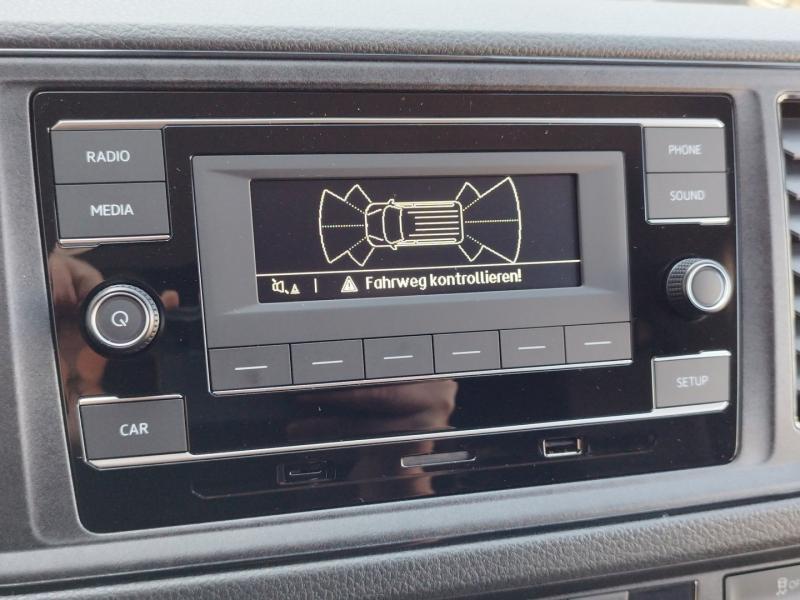 RADIO
MEDIA
PHONE
SOUND
Fahrweg kontrollieren!
CAR
SETUP